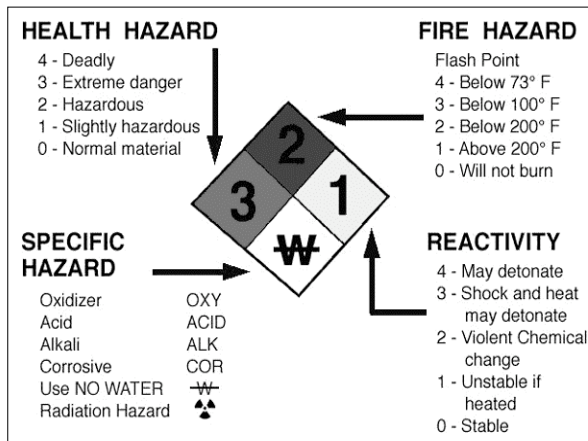 HEALTH HAZARD
4 - Deadly
3 - Extreme danger
2 - Hazardous
1 - Slightly hazardous
0 - Normal material
FIRE HAZARD
Flash Point
4 - Below 73° F
3 - Below 100° F
2 - Below 200° F
1 - Above 200° F
0 - Will not burn
2
3
1
W
SPECIFIC
HAZARD
Oxidizer OXY
Acid ACID
Alkali ALK
Corrosive COR
Use NO WATER W
Radiation Hazard
REACTIVITY
4 - May detonate
3 - Shock and heat
may detonate
2 - Violent Chemical
change
1 - Unstable if
heated
0 - Stable